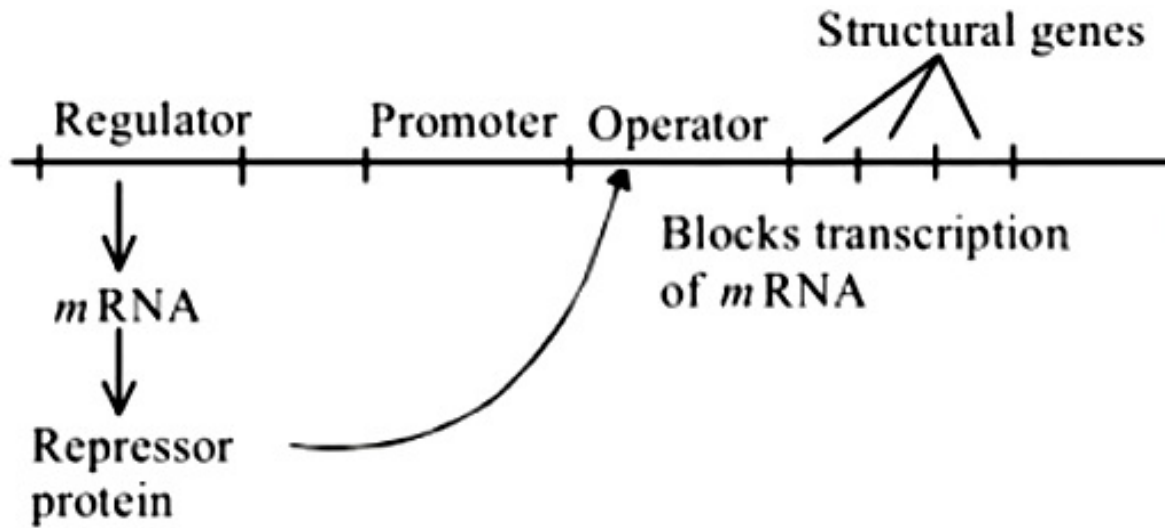 Structural genes
Regulator
Promoter
Operator
Blocks transcription
of mRNA
mRNA
Repressor
protein